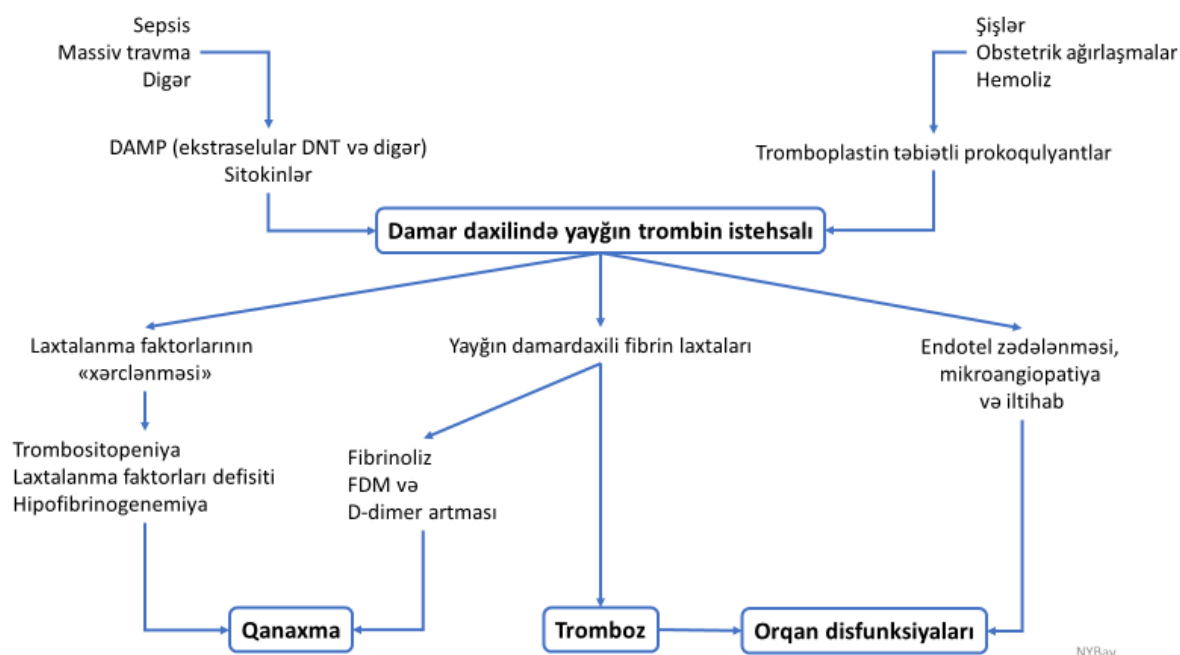 Sepsis
Massiv travma
Digər
Şişlər
Obstetrik ağırlaşmalar
Hemoliz
DAMP (ekstraselular DNT və digər)
Sitokinlər
Tromboplastin təbiətli prokoqulyantlar
Damar daxilində yayğın trombin istehsalı
Laxtalanma faktorlarının
«xərclənməsi»
Yayğın damardaxili fibrin laxtaları
Endotel zədələnməsi,
mikroangiopatiya
və iltihab
Trombositopeniya
Laxtalanma faktorları defisiti
Hipofibrinogenemiya
Fibrinoliz
FDM və
D-dimer artması
Qanaxma
Tromboz
Orqan disfunksiyaları